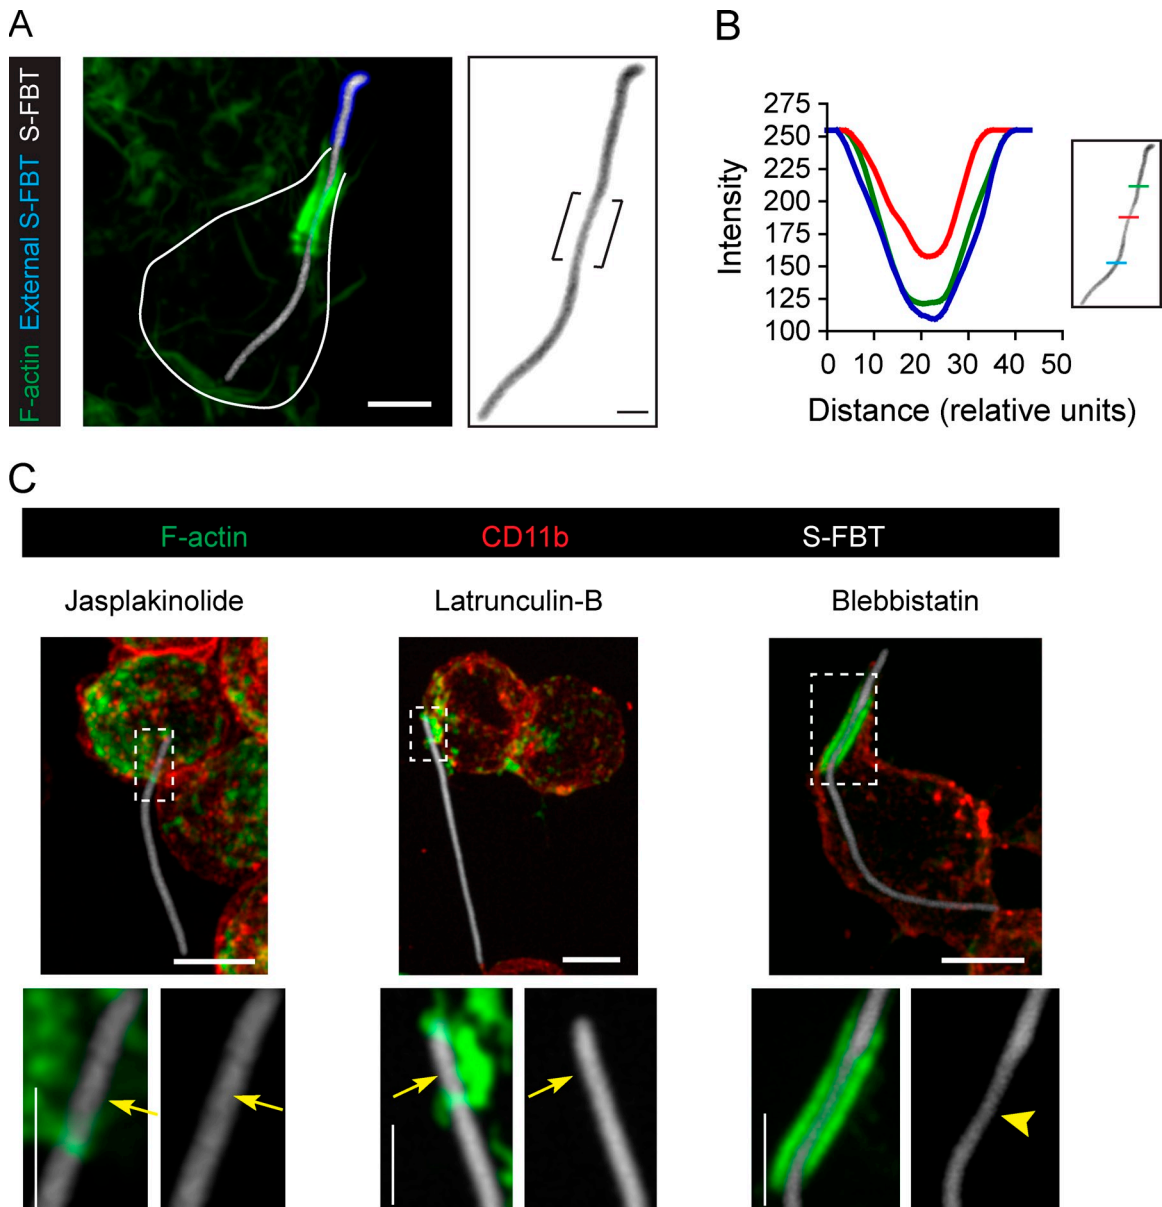 A
F-actin External S-FBT S-FBT
B
275
250
225
200
175
150
125
100
Intensity
0 10 20 30 40 50
Distance (relative units)
C
F-actin CD11b S-FBT
Jasplakinolide Latrunculin-B Blebbistatin